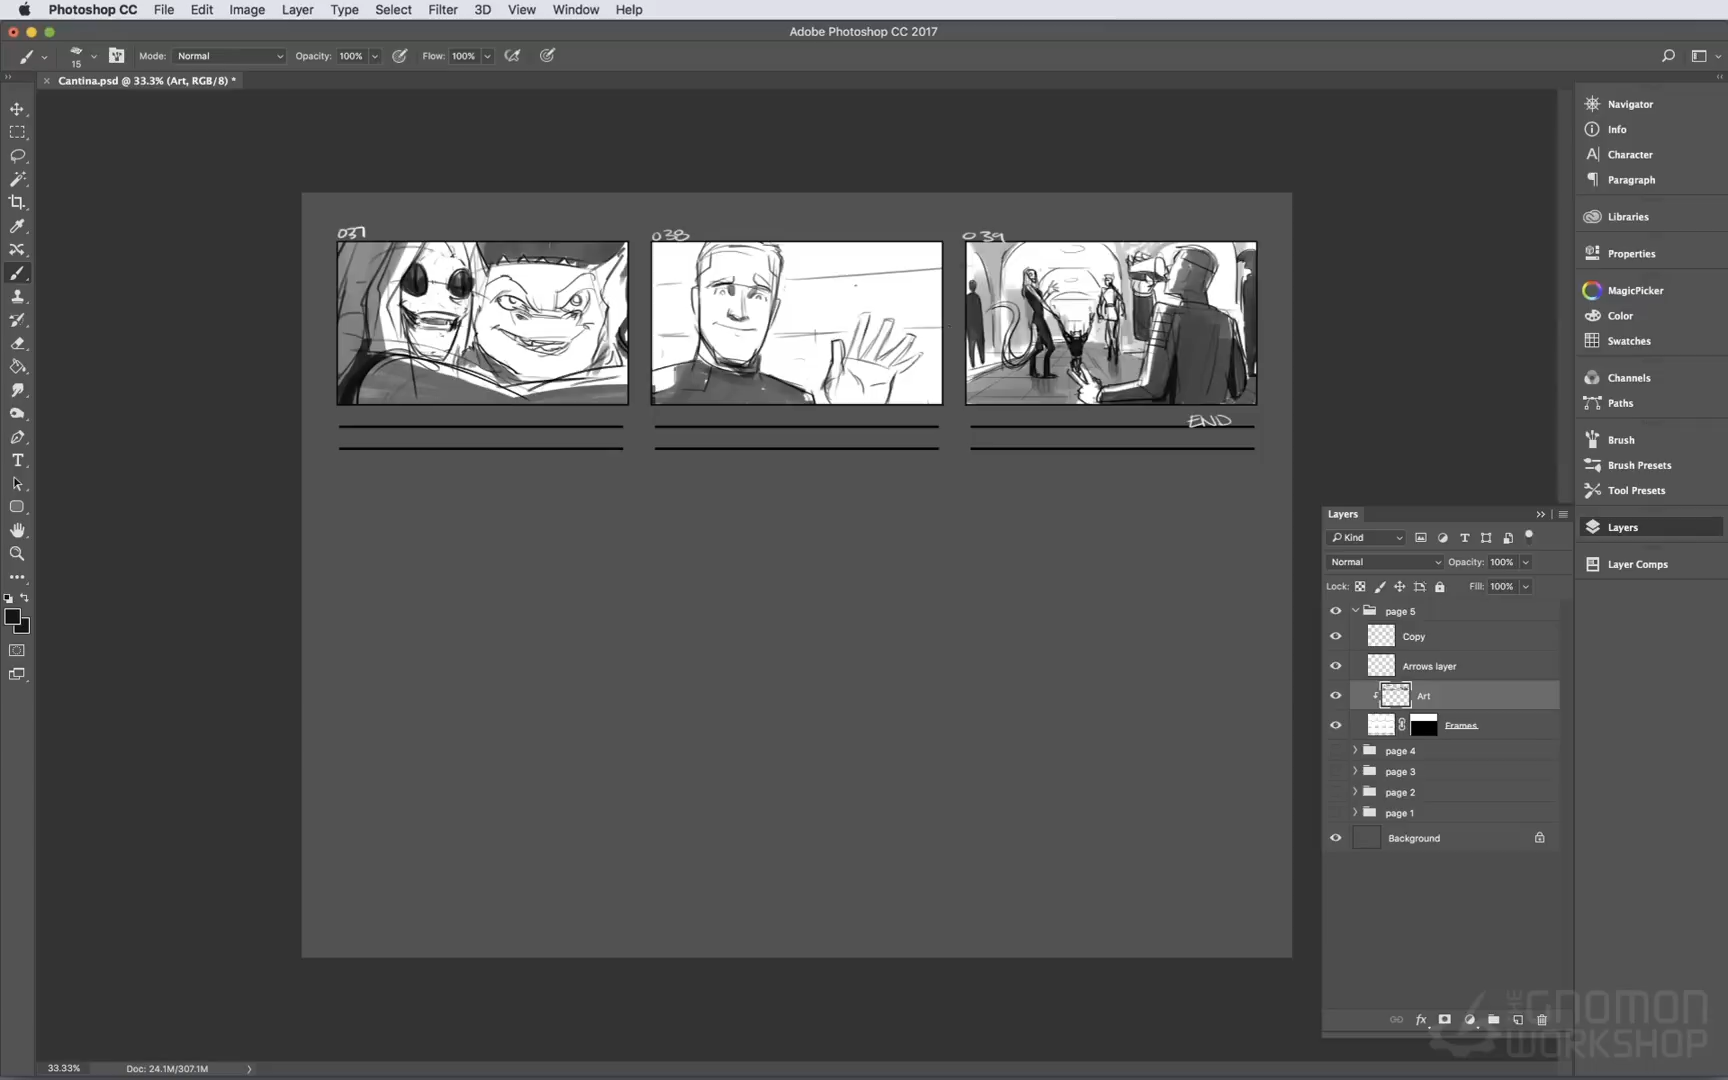 Photoshop CC File Edit Image Layer Type Select Filter 3D View Window Help
Adobe Photoshop CC 2017
15 Mode: Normal Opacity: 100% Flow: 100%
Cantina.psd @ 33.3% (Art, RGB/8) *
Navigator
Info
Character
Paragraph
Libraries
Properties
MagicPicker
Color
Swatches
Channels
Paths
Brush
Brush Presets
Tool Presets
Layers
Layer Comps
037 038 039
END
Layers
Kind
Normal Opacity: 100%
Lock: Fill: 100%
page 5
Copy
Arrows layer
Art
Frames
page 4
page 3
page 2
page 1
Background
fx
THE GNOMON WORKSHOP
33.33% Doc: 24.1M/307.1M